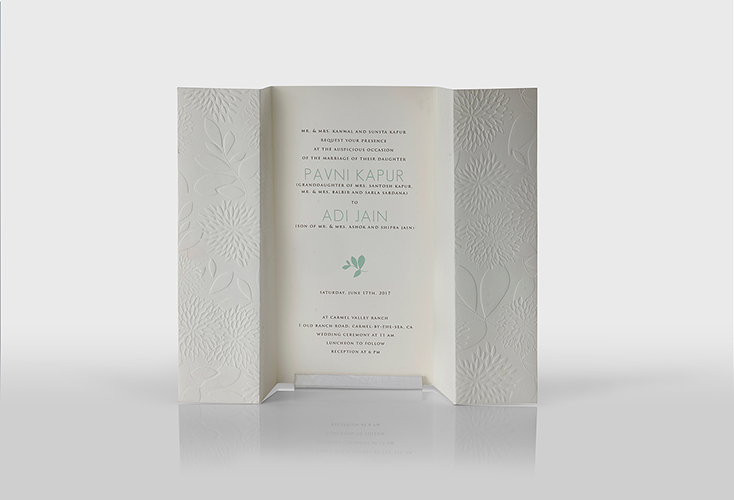 MR. & MRS. KANWAL AND SUNITA KAPUR
REQUEST YOUR PRESENCE
AT THE AUSPICIOUS OCCASION
OF THE MARRIAGE OF THEIR DAUGHTER
PAVNI KAPUR
(GRANDDAUGHTER OF MRS. SANTOSH KAPUR,
MR. & MRS. BALBER AND SARLA SARDANA)
TO
ADI JAIN
(SON OF MR. & MRS. ASHOK AND SHIPRA JAIN)
SATURDAY, JUNE 17TH, 2017
AT CARMEL VALLEY RANCH
1 OLD RANCH ROAD, CARMEL-BY-THE-SEA, CA
WEDDING CEREMONY AT 11 AM
LUNCHEON TO FOLLOW
RECEPTION AT 6 PM